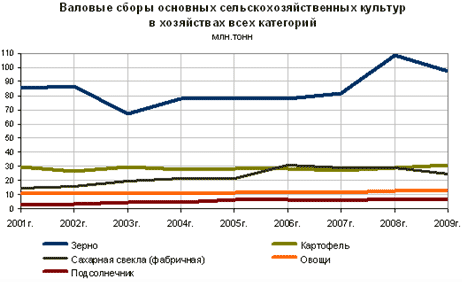 Валовые сборы основных сельскохозяйственных культур
в хозяйствах всех категорий
млн.тонн
110
100
90
80
70
60
50
40
30
20
10
0
2001г. 2002г. 2003г. 2004г. 2005г. 2006г. 2007г. 2008г. 2009г.
Зерно Картофель
Сахарная свекла (фабричная) Овощи
Подсолнечник